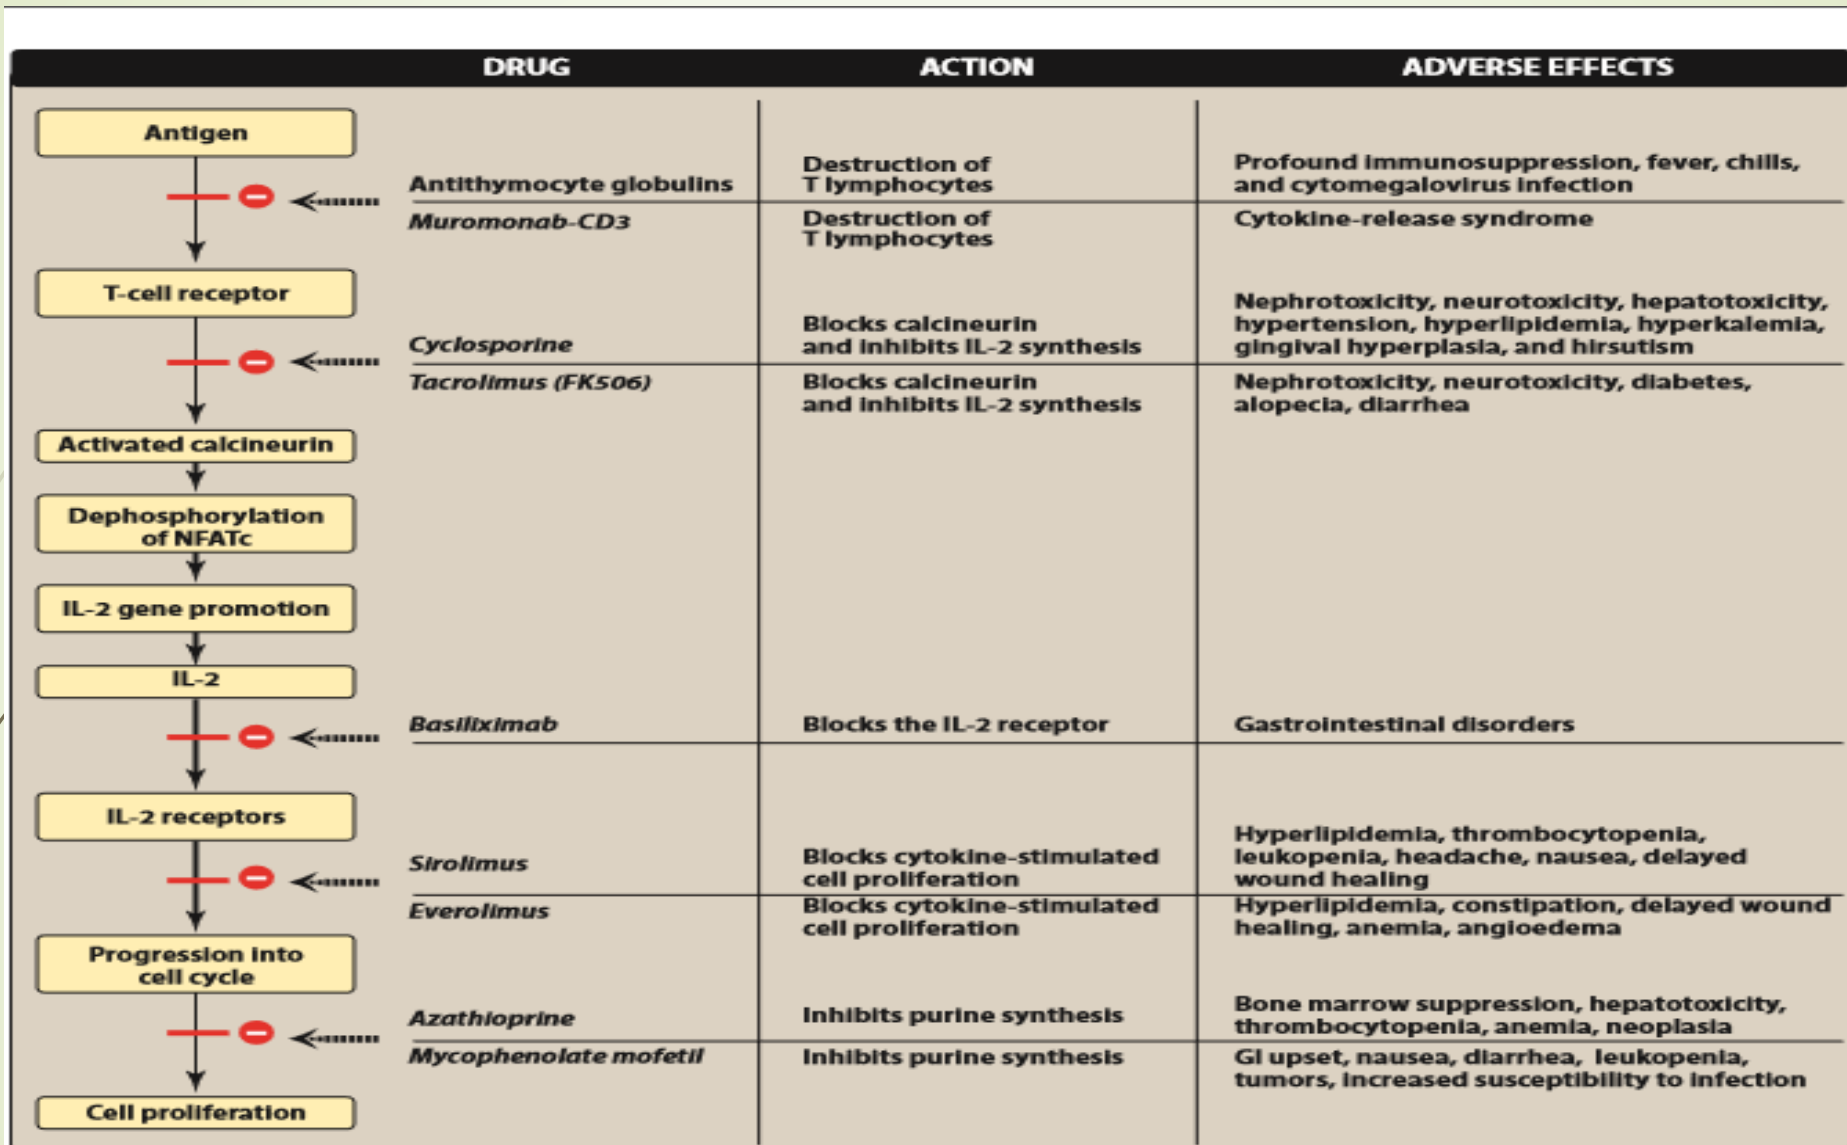 DRUG ACTION ADVERSE EFFECTS
Antigen
Antithymocyte globulins
Destruction of
T lymphocytes
Profound immunosuppression, fever, chills,
and cytomegalovirus infection
Muromonab-CD3
Destruction of
T lymphocytes
Cytokine-release syndrome
T-cell receptor
Cyclosporine
Blocks calcineurin
and inhibits IL-2 synthesis
Nephrotoxicity, neurotoxicity, hepatotoxicity,
hypertension, hyperlipidemia, hyperkalemia,
gingival hyperplasia, and hirsutism
Tacrolimus (FK506)
Blocks calcineurin
and inhibits IL-2 synthesis
Nephrotoxicity, neurotoxicity, diabetes,
alopecia, diarrhea
Activated calcineurin
Dephosphorylation
of NFATc
IL-2 gene promotion
IL-2
Basiliximab
Blocks the IL-2 receptor
Gastrointestinal disorders
IL-2 receptors
Sirolimus
Blocks cytokine-stimulated
cell proliferation
Hyperlipidemia, thrombocytopenia,
leukopenia, headache, nausea, delayed
wound healing
Everolimus
Blocks cytokine-stimulated
cell proliferation
Hyperlipidemia, constipation, delayed wound
healing, anemia, angioedema
Progression into
cell cycle
Azathioprine
Inhibits purine synthesis
Bone marrow suppression, hepatotoxicity,
thrombocytopenia, anemia, neoplasia
Mycophenolate mofetil
Inhibits purine synthesis
GI upset, nausea, diarrhea, leukopenia,
tumors, increased susceptibility to infection
Cell proliferation